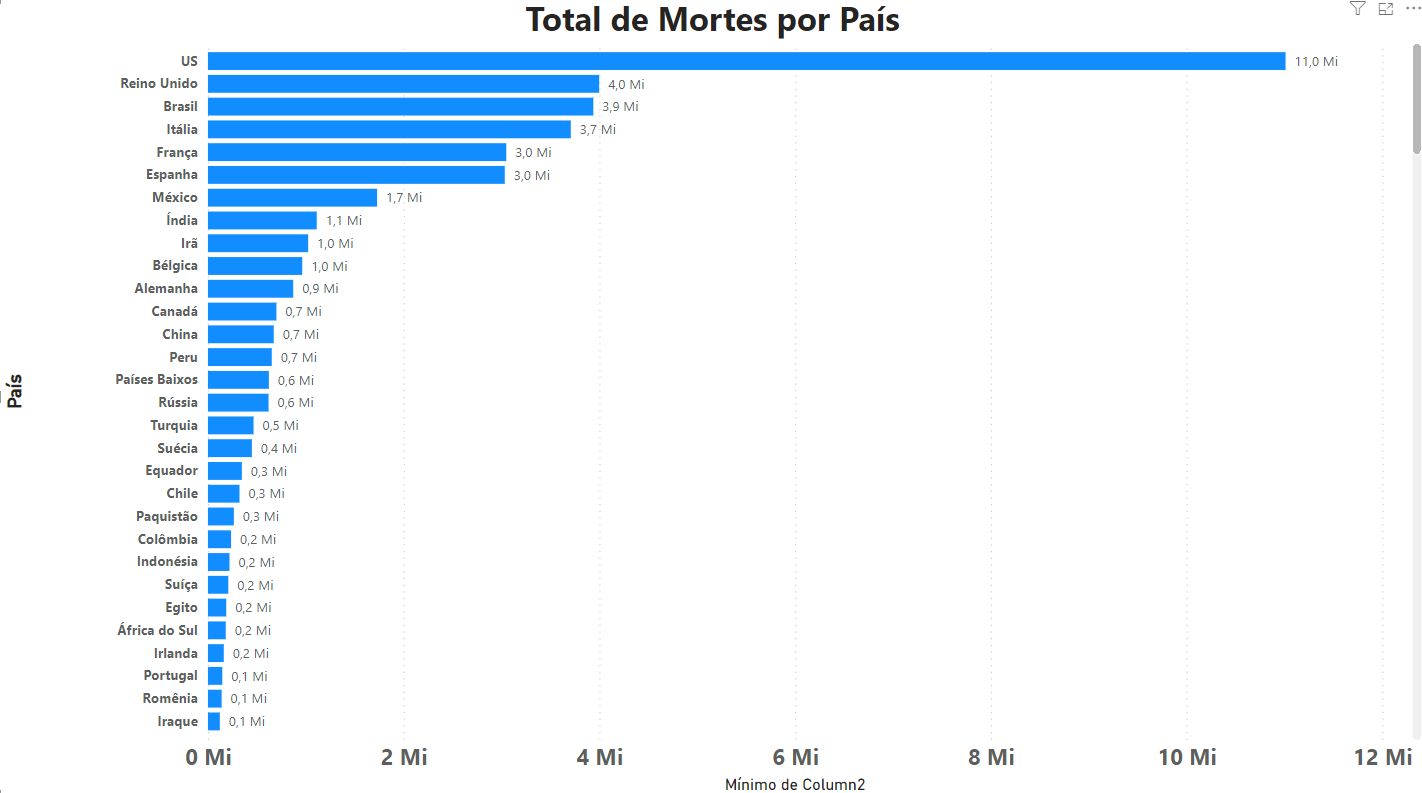 Total de Mortes por País
País
US 11,0 Mi
Reino Unido 4,0 Mi
Brasil 3,9 Mi
Itália 3,7 Mi
França 3,0 Mi
Espanha 3,0 Mi
México 1,7 Mi
Índia 1,1 Mi
Irã 1,0 Mi
Bélgica 1,0 Mi
Alemanha 0,9 Mi
Canadá 0,7 Mi
China 0,7 Mi
Peru 0,7 Mi
Países Baixos 0,6 Mi
Rússia 0,6 Mi
Turquia 0,5 Mi
Suécia 0,4 Mi
Equador 0,3 Mi
Chile 0,3 Mi
Paquistão 0,3 Mi
Colômbia 0,2 Mi
Indonésia 0,2 Mi
Suíça 0,2 Mi
Egito 0,2 Mi
África do Sul 0,2 Mi
Irlanda 0,2 Mi
Portugal 0,1 Mi
Romênia 0,1 Mi
Iraque 0,1 Mi
0 Mi 2 Mi 4 Mi 6 Mi 8 Mi 10 Mi 12 Mi
Mínimo de Column2